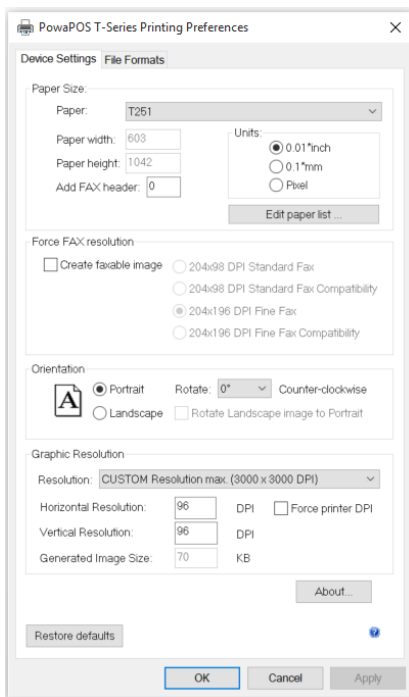 PowaPOS T-Series Printing Preferences
Device Settings File Formats
Paper Size:
Paper: T251
Paper width: 603
Units:
0.01"inch
Paper height: 1042
0.1"mm
Add FAX header: 0
Pixel
Edit paper list ...
Force FAX resolution
Create faxable image
204x98 DPI Standard Fax
204x98 DPI Standard Fax Compatibility
204x196 DPI Fine Fax
204x196 DPI Fine Fax Compatibility
Orientation
A
Portrait Rotate: 0° Counter-clockwise
Landscape Rotate Landscape image to Portrait
Graphic Resolution
Resolution: CUSTOM Resolution max. (3000 x 3000 DPI)
Horizontal Resolution: 96 DPI Force printer DPI
Vertical Resolution: 96 DPI
Generated Image Size: 70 KB
About...
Restore defaults
?
OK Cancel Apply